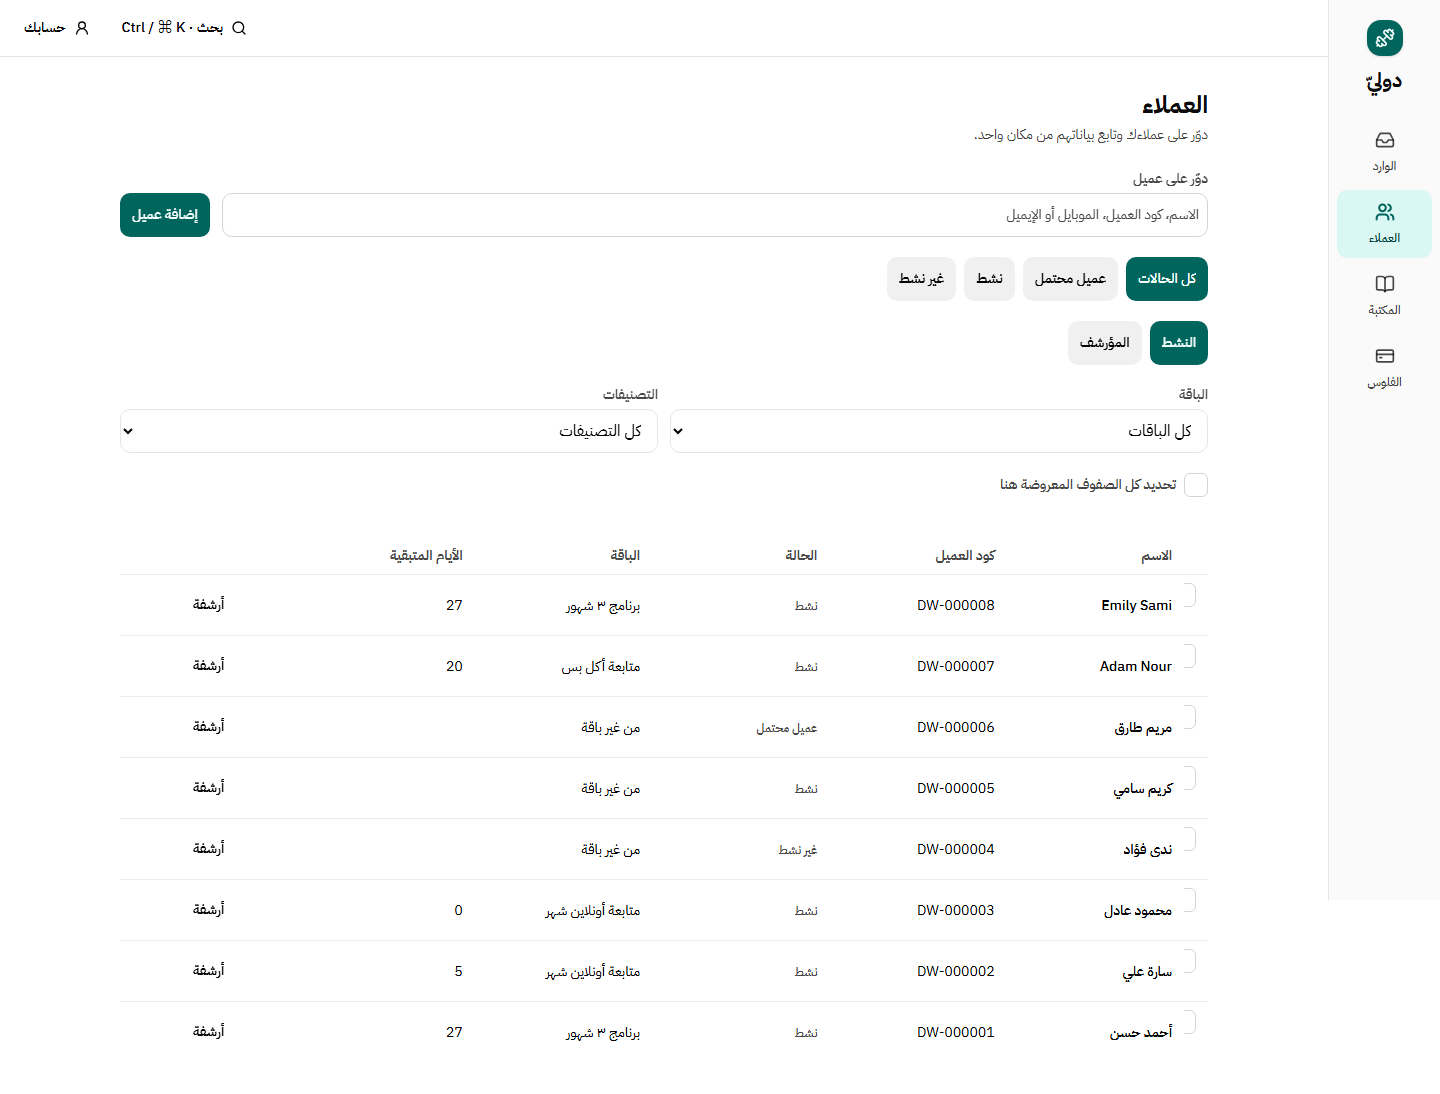 دوليّ
الوارد
العملاء
المكتبة
الفلوس
بحث · Ctrl / ⌘ K
حسابك
العملاء
دوّر على عملاءك وتابع بياناتهم من مكان واحد.
دوّر على عميل
الاسم، كود العميل، الموبايل أو الإيميل
إضافة عميل
كل الحالات عميل محتمل نشط غير نشط
النشط المؤرشف
الباقة التصنيفات
كل الباقات كل التصنيفات
تحديد كل الصفوف المعروضة هنا
الاسم كود العميل الحالة الباقة الأيام المتبقية
Emily Sami DW-000008 نشط برنامج ٣ شهور 27 أرشفة
Adam Nour DW-000007 نشط متابعة أكل بس 20 أرشفة
مريم طارق DW-000006 عميل محتمل من غير باقة أرشفة
كريم سامي DW-000005 نشط من غير باقة أرشفة
ندى فؤاد DW-000004 غير نشط من غير باقة أرشفة
محمود عادل DW-000003 نشط متابعة أونلاين شهر 0 أرشفة
سارة علي DW-000002 نشط متابعة أونلاين شهر 5 أرشفة
أحمد حسن DW-000001 نشط برنامج ٣ شهور 27 أرشفة